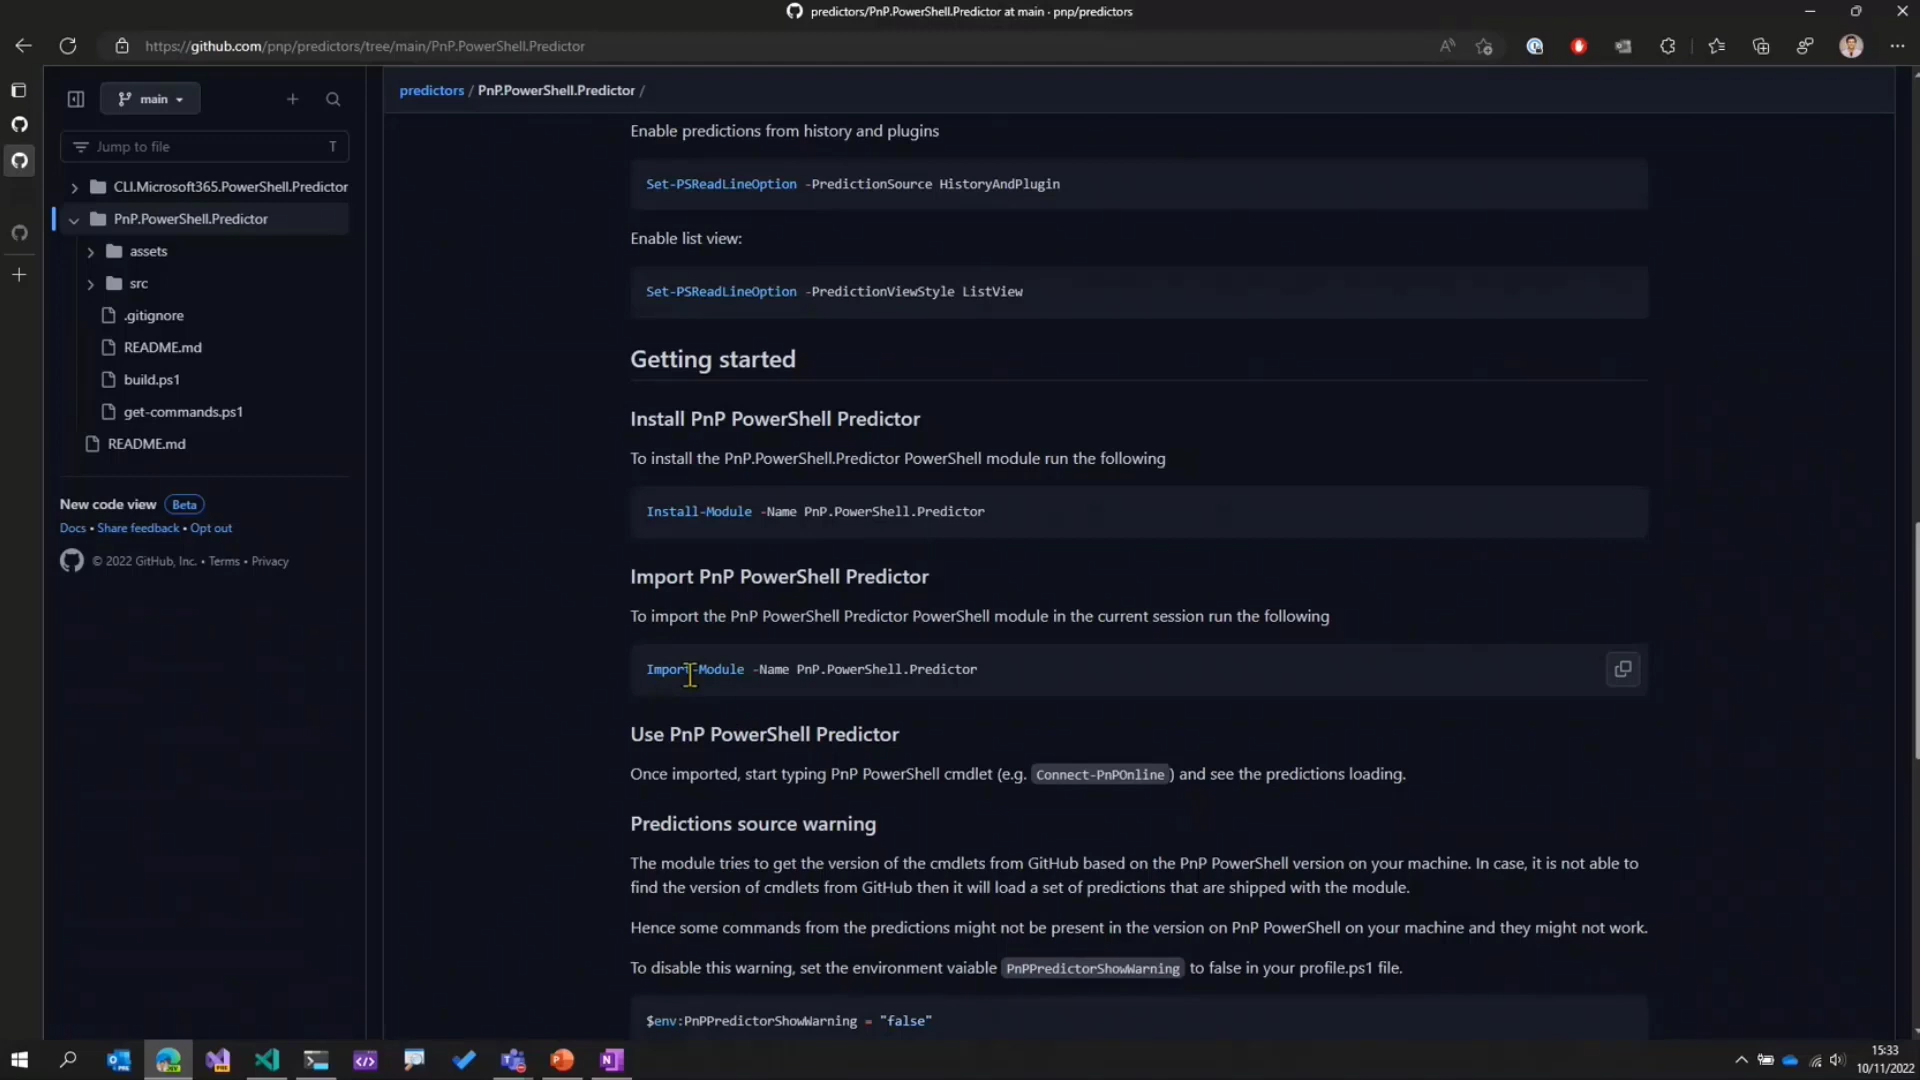 predictors/PnP.PowerShell.Predictor at main · pnp/predictors
https://github.com/pnp/predictors/tree/main/PnP.PowerShell.Predictor
main
predictors / PnP.PowerShell.Predictor /
Jump to file
T
CLI.Microsoft365.PowerShell.Predictor
PnP.PowerShell.Predictor
assets
src
.gitignore
README.md
build.ps1
get-commands.ps1
README.md
New code view Beta
Docs • Share feedback • Opt out
© 2022 GitHub, Inc. • Terms • Privacy
Enable predictions from history and plugins
Set-PSReadLineOption -PredictionSource HistoryAndPlugin
Enable list view:
Set-PSReadLineOption -PredictionViewStyle ListView
Getting started
Install PnP PowerShell Predictor
To install the PnP.PowerShell.Predictor PowerShell module run the following
Install-Module -Name PnP.PowerShell.Predictor
Import PnP PowerShell Predictor
To import the PnP PowerShell Predictor PowerShell module in the current session run the following
Import-Module -Name PnP.PowerShell.Predictor
Use PnP PowerShell Predictor
Once imported, start typing PnP PowerShell cmdlet (e.g. Connect-PnPOnline ) and see the predictions loading.
Predictions source warning
The module tries to get the version of the cmdlets from GitHub based on the PnP PowerShell version on your machine. In case, it is not able to
find the version of cmdlets from GitHub then it will load a set of predictions that are shipped with the module.
Hence some commands from the predictions might not be present in the version on PnP PowerShell on your machine and they might not work.
To disable this warning, set the environment vaiable PnPPredictorShowWarning to false in your profile.ps1 file.
$env:PnPPredictorShowWarning = "false"
15:33
10/11/2022